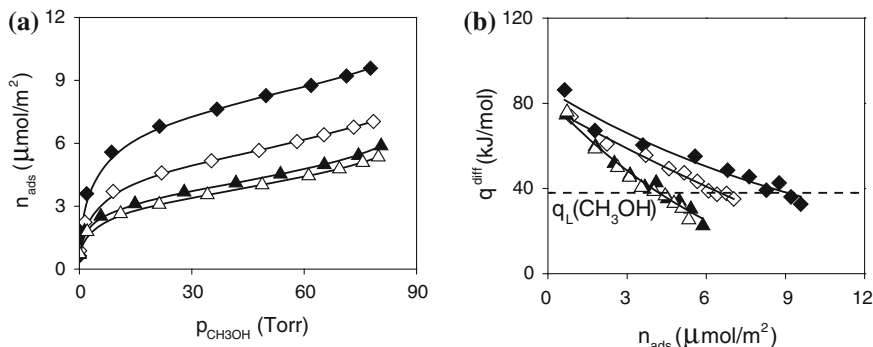 (a)
12
9
6
3
0
n_ads (μmol/m²)
0
30
60
90
p_CH3OH (Torr)
(b)
120
80
40
0
q^diff (kJ/mol)
q_L(CH₃OH)
0
3
6
9
12
n_ads (μmol/m²)